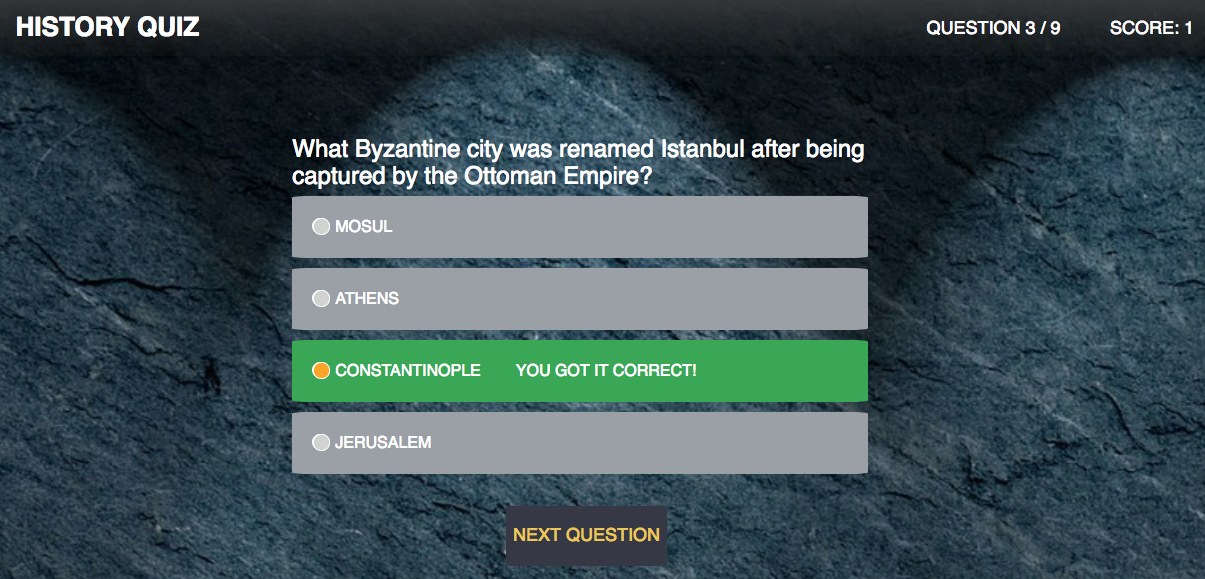 HISTORY QUIZ
QUESTION 3 / 9
SCORE: 1
What Byzantine city was renamed Istanbul after being
captured by the Ottoman Empire?
MOSUL
ATHENS
CONSTANTINOPLE YOU GOT IT CORRECT!
JERUSALEM
NEXT QUESTION